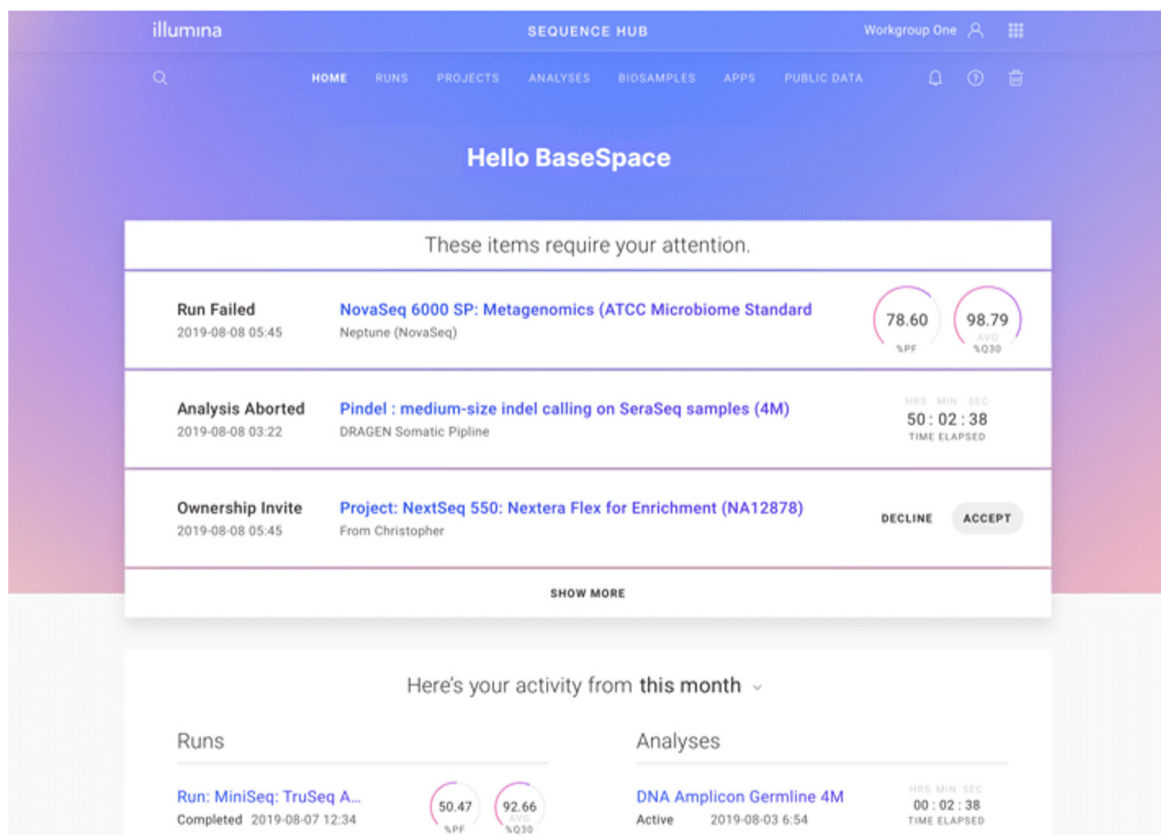 illumina
SEQUENCE HUB
Workgroup One
HOME RUNS PROJECTS ANALYSES BIOSAMPLES APPS PUBLIC DATA
Hello BaseSpace
These items require your attention.
Run Failed
2019-08-08 05:45
NovaSeq 6000 SP: Metagenomics (ATCC Microbiome Standard
Neptune (NovaSeq)
78.60
%PF
98.79
AVG
%Q30
Analysis Aborted
2019-08-08 03:22
Pindel : medium-size indel calling on SeraSeq samples (4M)
DRAGEN Somatic Pipline
HRS MIN SEC
50 : 02 : 38
TIME ELAPSED
Ownership Invite
2019-08-08 05:45
Project: NextSeq 550: Nextera Flex for Enrichment (NA12878)
From Christopher
DECLINE
ACCEPT
SHOW MORE
Here's your activity from this month
Runs
Run: MiniSeq: TruSeq A...
Completed 2019-08-07 12:34
50.47
%PF
92.66
AVG
%Q30
Analyses
DNA Amplicon Germline 4M
Active 2019-08-03 6:54
HRS MIN SEC
00 : 02 : 38
TIME ELAPSED